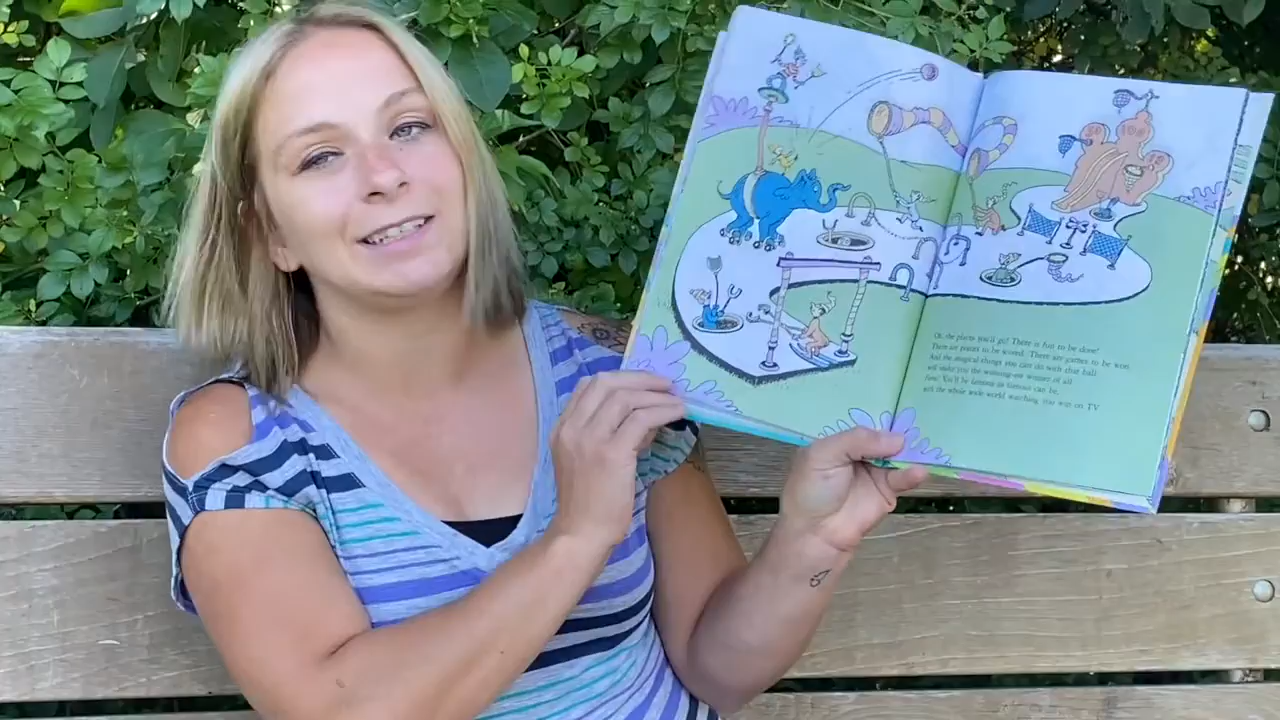 Oh, the places you'll go! There is fun to be done!
There are points to be scored. There are games to be won.
And the magical things you can do with that ball
will make you the winning-est winner of all.
Fame! You'll be famous as famous can be,
with the whole wide world watching you win on TV.